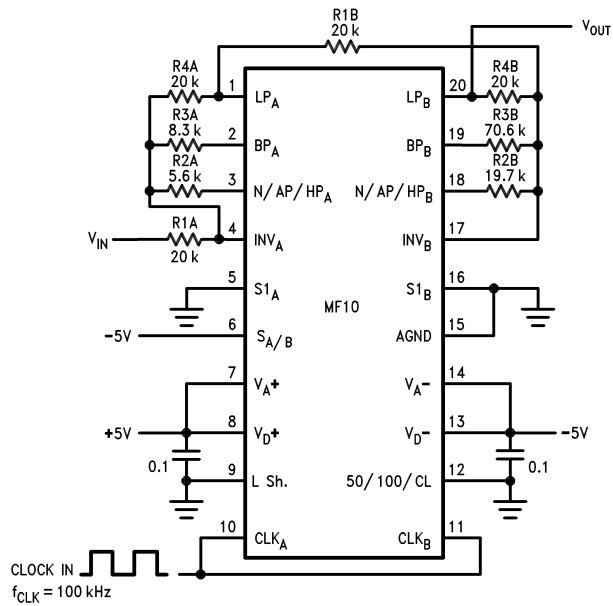 R1B
20 k
V_OUT
R4A
20 k
1
LP_A
20
LP_B
R4B
20 k
R3A
8.3 k
2
BP_A
19
BP_B
R3B
70.6 k
R2A
5.6 k
3
N/AP/HP_A
18
N/AP/HP_B
R2B
19.7 k
V_IN
R1A
20 k
4
INV_A
17
INV_B
5
S1_A
16
S1_B
MF10
-5V
6
S_A/B
15
AGND
7
V_A+
14
V_A-
+5V
8
V_D+
13
V_D-
-5V
0.1
9
L Sh.
12
50/100/CL
0.1
10
CLK_A
11
CLK_B
CLOCK IN
f_CLK = 100 kHz